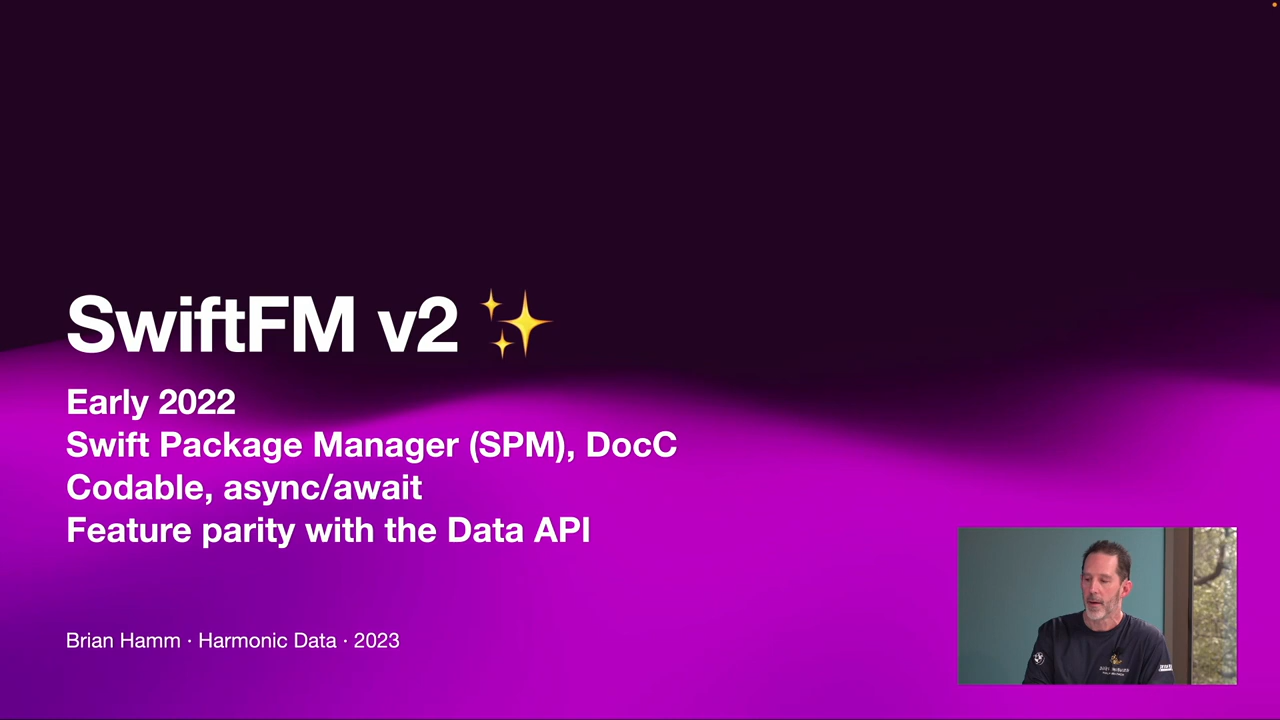 SwiftFM v2 ✨
Early 2022
Swift Package Manager (SPM), DocC
Codable, async/await
Feature parity with the Data API
Brian Hamm · Harmonic Data · 2023